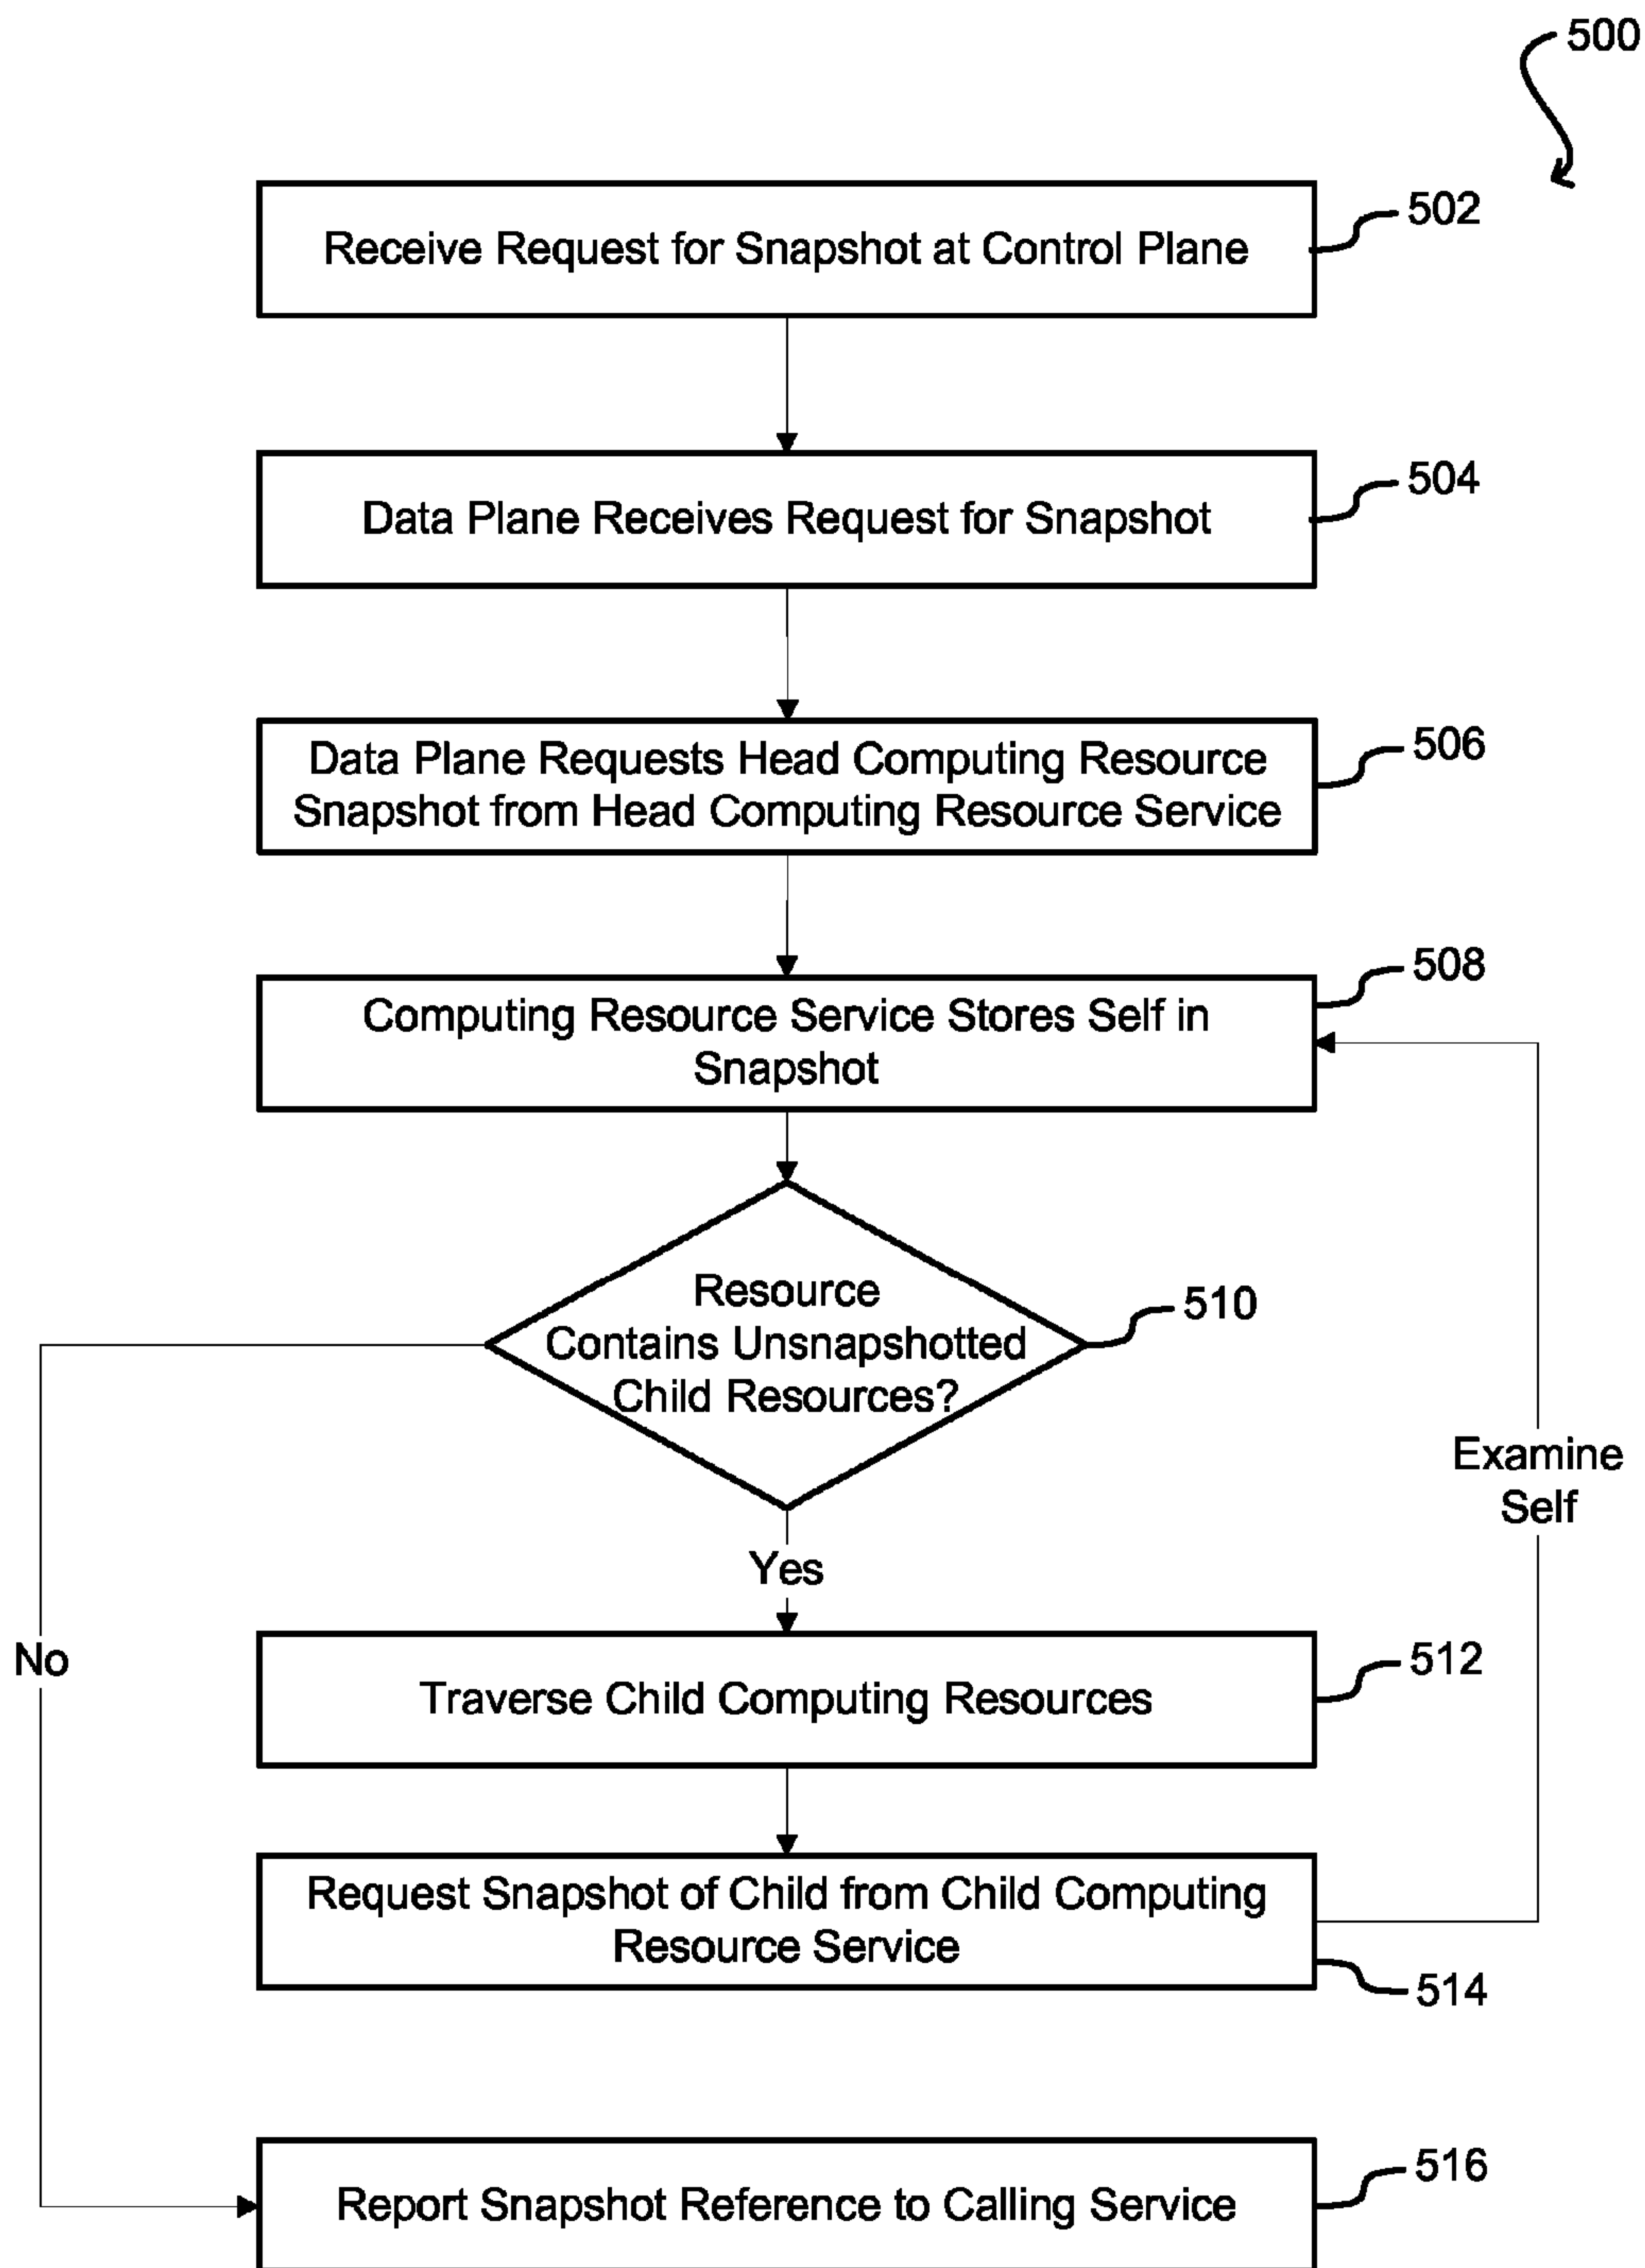 500
Receive Request for Snapshot at Control Plane
502
Data Plane Receives Request for Snapshot
504
Data Plane Requests Head Computing Resource
Snapshot from Head Computing Resource Service
506
Computing Resource Service Stores Self in
Snapshot
508
Resource
Contains Unsnapshotted
Child Resources?
510
Examine
Self
Yes
No
Traverse Child Computing Resources
512
Request Snapshot of Child from Child Computing
Resource Service
514
Report Snapshot Reference to Calling Service
516